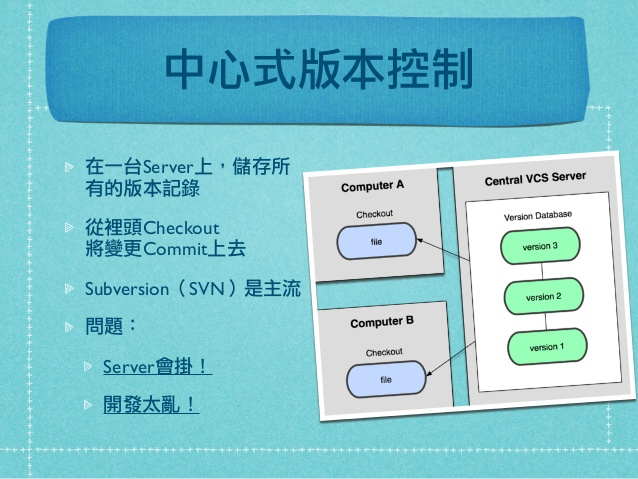 中心式版本控制
在一台Server上，儲存所
有的版本記錄
從裡頭Checkout
將變更Commit上去
Subversion（SVN）是主流
問題：
Server會掛！
開發太亂！
Computer A
Checkout
file
Computer B
Checkout
file
Central VCS Server
Version Database
version 3
version 2
version 1